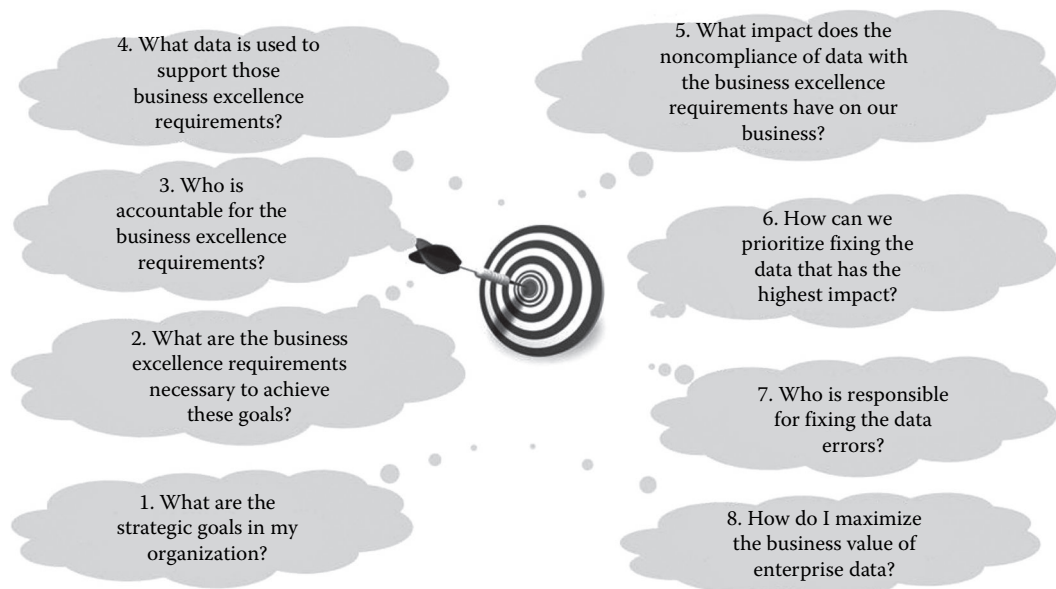 4. What data is used to
support those
business excellence
requirements?
5. What impact does the
noncompliance of data with
the business excellence
requirements have on our
business?
3. Who is
accountable for the
business excellence
requirements?
6. How can we
prioritize fixing the
data that has the
highest impact?
2. What are the business
excellence requirements
necessary to achieve
these goals?
7. Who is responsible
for fixing the data
errors?
1. What are the
strategic goals in my
organization?
8. How do I maximize
the business value of
enterprise data?